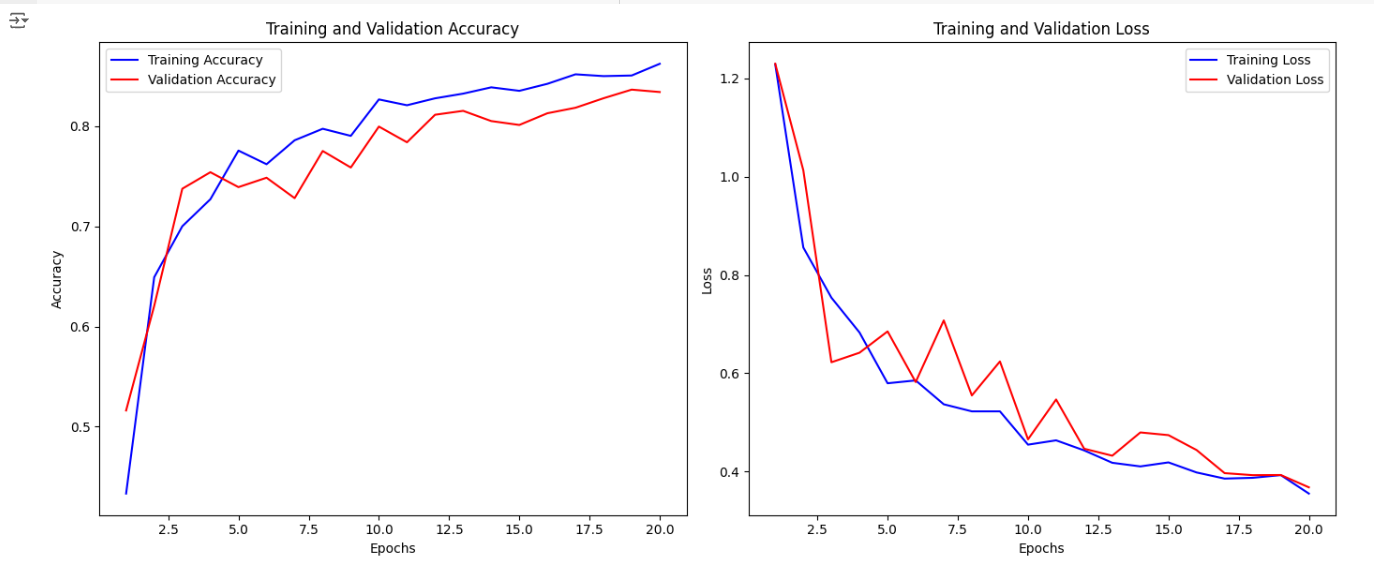 Training and Validation Accuracy
Training Accuracy
Validation Accuracy
Accuracy
0.8
0.7
0.6
0.5
2.5 5.0 7.5 10.0 12.5 15.0 17.5 20.0
Epochs
Training and Validation Loss
Training Loss
Validation Loss
Loss
1.2
1.0
0.8
0.6
0.4
2.5 5.0 7.5 10.0 12.5 15.0 17.5 20.0
Epochs